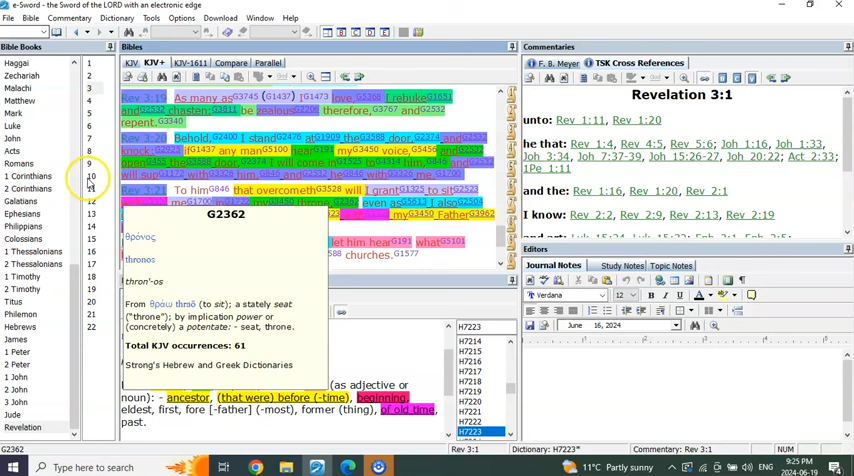 e-Sword - the Sword of the LORD with an electronic edge
File Bible Commentary Dictionary Tools Options Download Window Help
Bible Books
Bibles
Commentaries
KJV KJV+ KJV-1611 Compare Parallel
F. B. Meyer TSK Cross References
Haggai
Zechariah
Malachi
Matthew
Mark
Luke
John
Acts
Romans
1 Corinthians
2 Corinthians
Galatians
Ephesians
Philippians
Colossians
1 Thessalonians
2 Thessalonians
1 Timothy
2 Timothy
Titus
Philemon
Hebrews
James
1 Peter
2 Peter
1 John
2 John
3 John
Jude
Revelation
1
2
3
4
5
6
7
8
9
10
11
12
13
14
15
16
17
18
19
20
21
22
Rev 3:19 As many as G3745 (G1437) I G1473 love, G5368 I rebuke G1651
and G2532 chasten: G3811 be zealous G2206 therefore, G3767 and G2532
repent.
Rev 3:20 Behold, G2400 I stand G2476 at G1909 the door, G2374 and G2532
knock: G2925 if G1437 any man G5100 hear G191 my G3450 voice, G5456 and G2532
open G455 the door, G2374 I will come in G1525 to G4314 him, G846 and G2532
will sup G1172 with G3326 him, G846 and he with me. G1700
Rev 3:21 To him G846 that overcometh G3528 will I grant G1325 to sit G2523
my G3450 throne, G2362 even as G5613 I also G2504
my G3450 Father G3962
let him hear G191 what G5101
churches. G1577
G2362
θρόνος
thronos
thron'-os
From θράω thraō (to sit); a stately seat
("throne"); by implication power or
(concretely) a potentate: - seat, throne.
Total KJV occurrences: 61
Strong's Hebrew and Greek Dictionaries
(as adjective or
noun): - ancestor, (that were) before (-time), beginning,
eldest, first, fore [-father] (-most), former (thing), of old time,
past.
H7223
H7214
H7215
H7216
H7217
H7218
H7219
H7220
H7221
H7222
H7223
Revelation 3:1
unto: Rev 1:11, Rev 1:20
he that: Rev 1:4, Rev 4:5, Rev 5:6; Joh 1:16, Joh 1:33,
Joh 3:34, Joh 7:37-39, Joh 15:26-27, Joh 20:22; Act 2:33;
1Pe 1:11
and the: Rev 1:16, Rev 1:20, Rev 2:1
I know: Rev 2:2, Rev 2:9, Rev 2:13, Rev 2:19
Editors
Journal Notes Study Notes Topic Notes
Verdana 12
June 16, 2024
G2362 Rev 3:1 Dictionary: H7223* Commentary: Rev 3:1 NUM
Type here to search
11°C Partly sunny
ENG
9:25 PM
2024-06-19